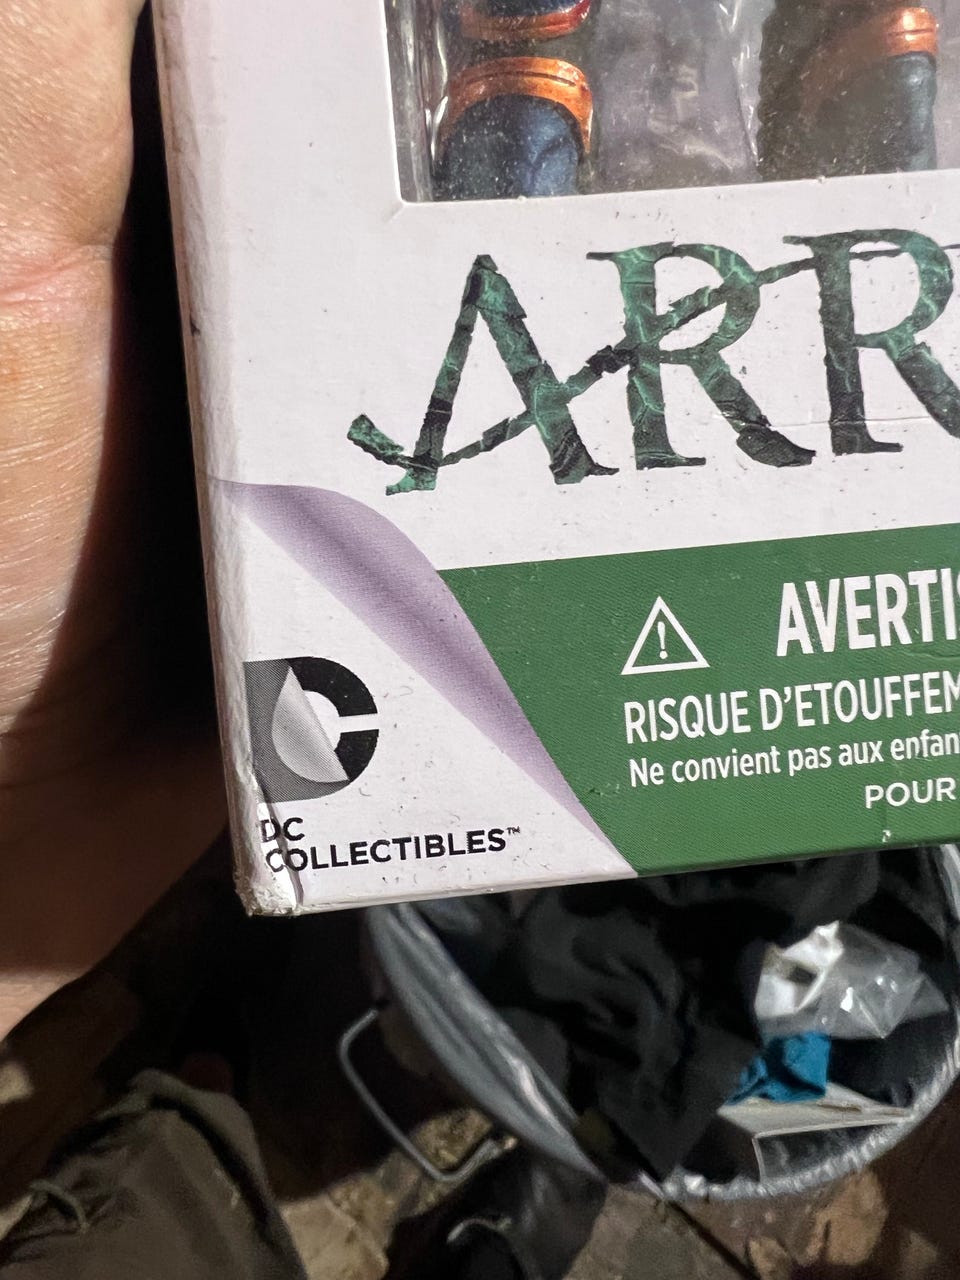 ARR
AVERTIS
RISQUE D'ETOUFFEM
Ne convient pas aux enfan
POUR
DC
COLLECTIBLES™